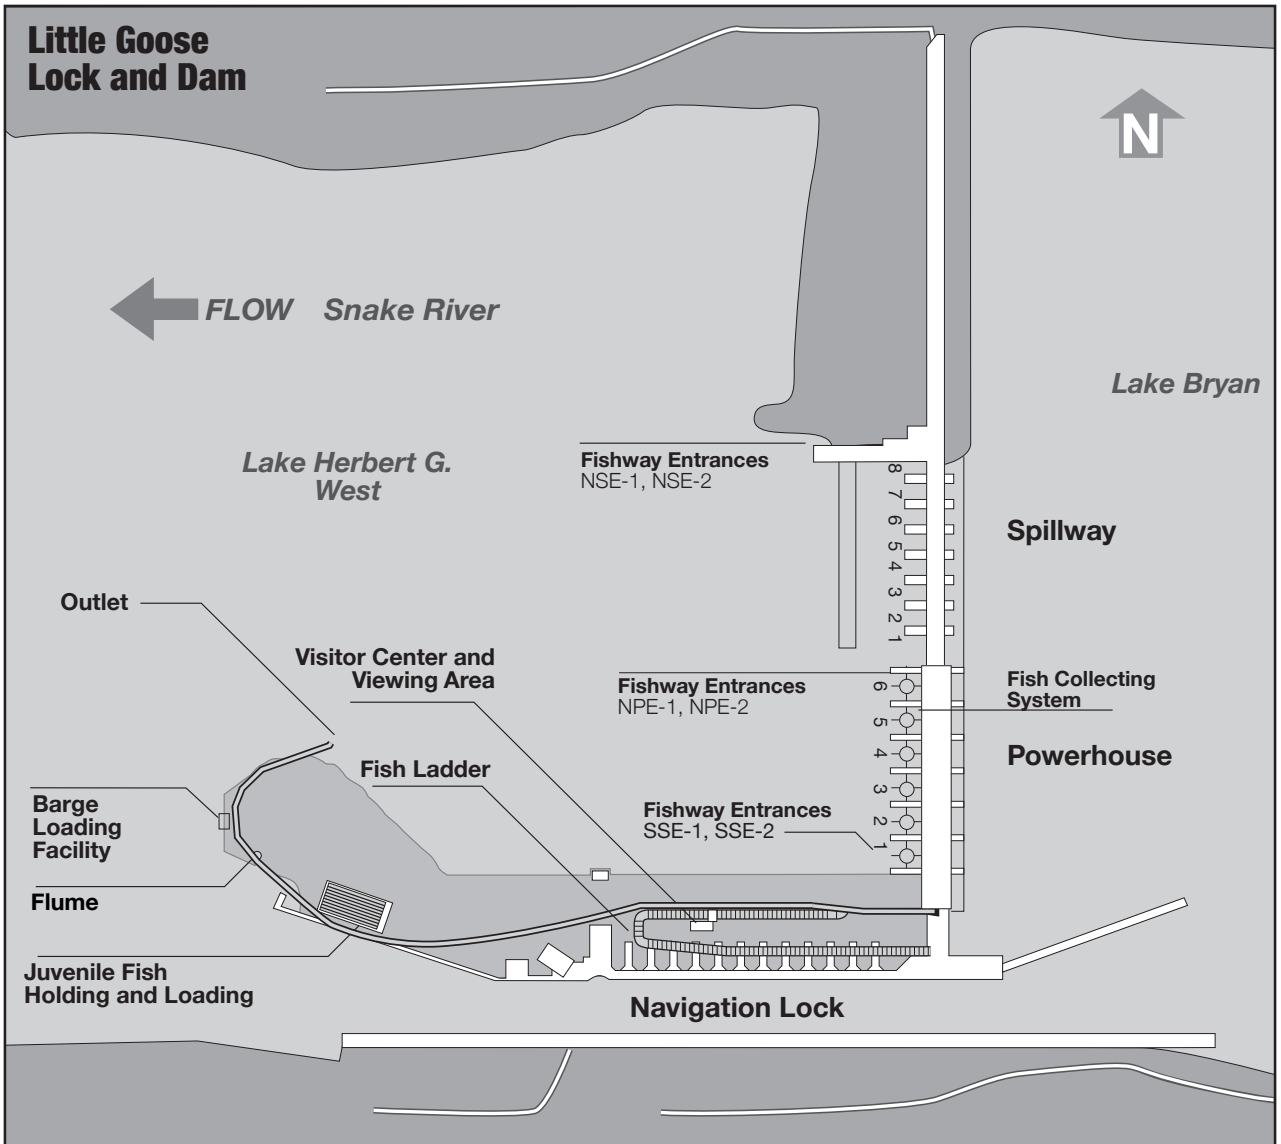 Little Goose
Lock and Dam
N
FLOW Snake River
Lake Bryan
Lake Herbert G.
West
Fishway Entrances
NSE-1, NSE-2
8
7
6
5
4
3
2
1
Spillway
Outlet
Visitor Center and
Viewing Area
Fishway Entrances
NPE-1, NPE-2
6
5
4
3
2
1
Fish Collecting
System
Powerhouse
Fish Ladder
Fishway Entrances
SSE-1, SSE-2
Barge
Loading
Facility
Flume
Juvenile Fish
Holding and Loading
Navigation Lock